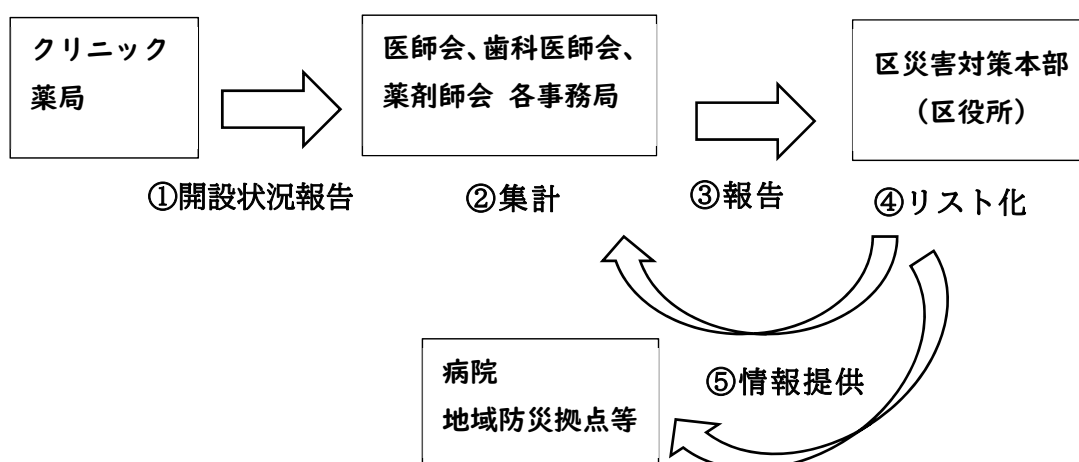 クリニック
薬局
医師会、歯科医師会、
薬剤師会 各事務局
区災害対策本部
（区役所）
①開設状況報告
②集計
③報告
④リスト化
病院
地域防災拠点等
⑤情報提供